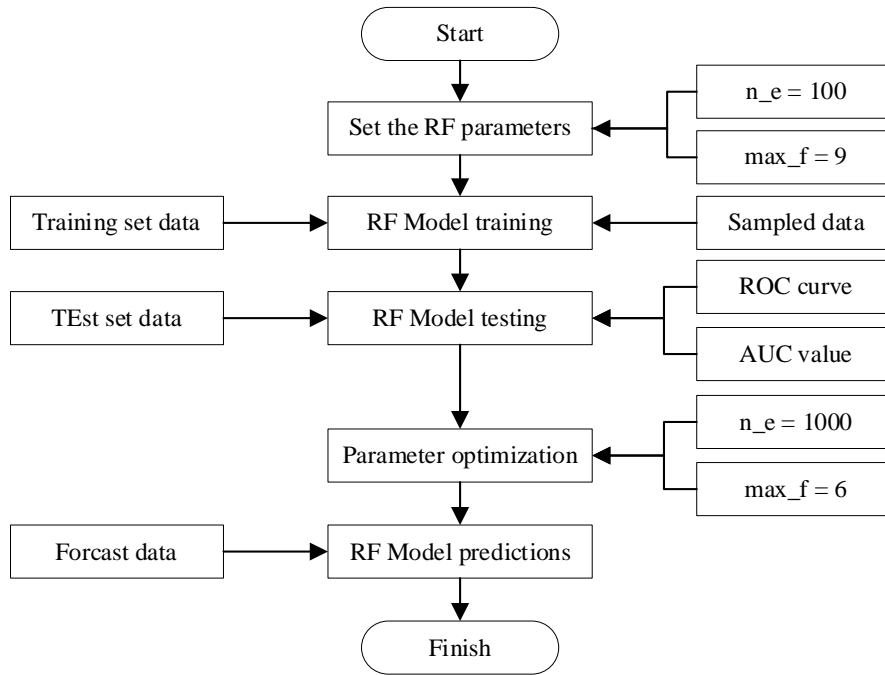 Start
n_e = 100
Set the RF parameters
max_f = 9
Training set data
RF Model training
Sampled data
ROC curve
TEst set data
RF Model testing
AUC value
n_e = 1000
Parameter optimization
max_f = 6
Forcast data
RF Model predictions
Finish